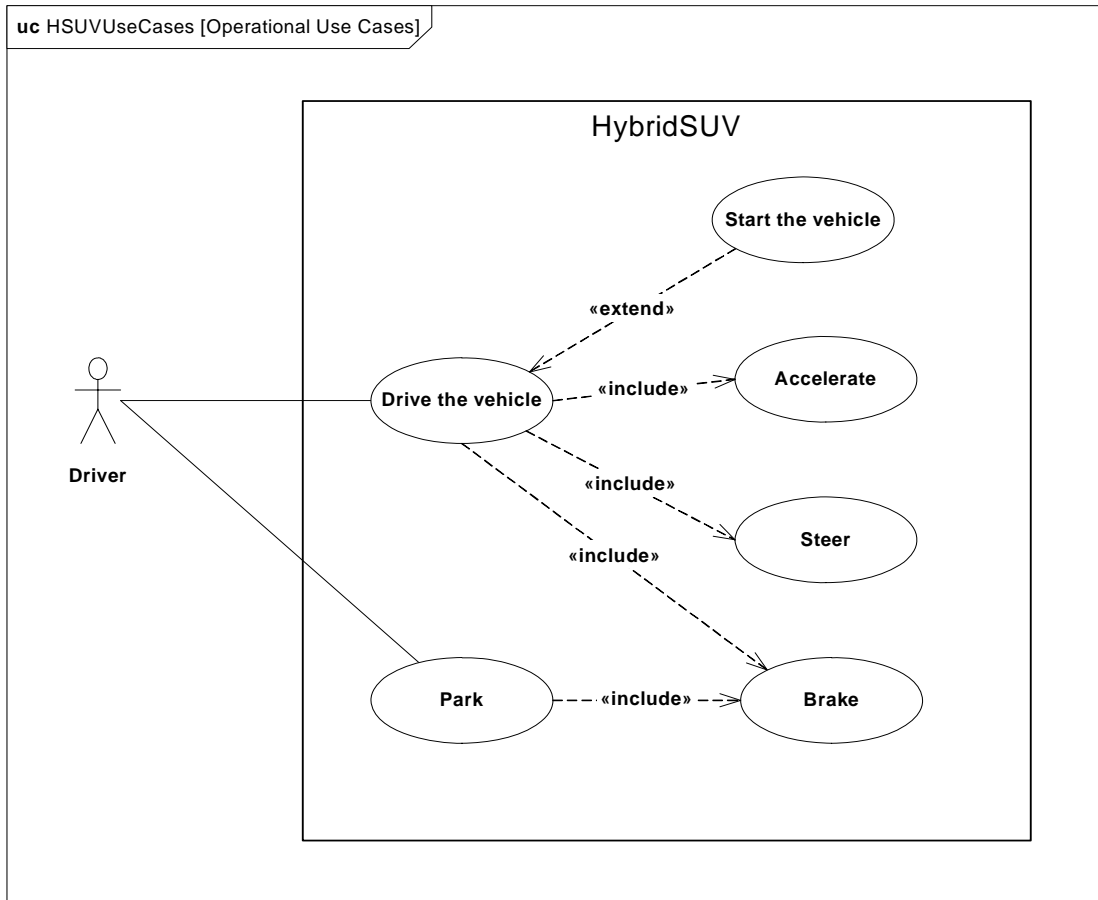 uc HSUVUseCases [Operational Use Cases]
HybridSUV
Start the vehicle
«extend»
Accelerate
«include»
Drive the vehicle
Driver
«include»
Steer
«include»
Park
«include»
Brake